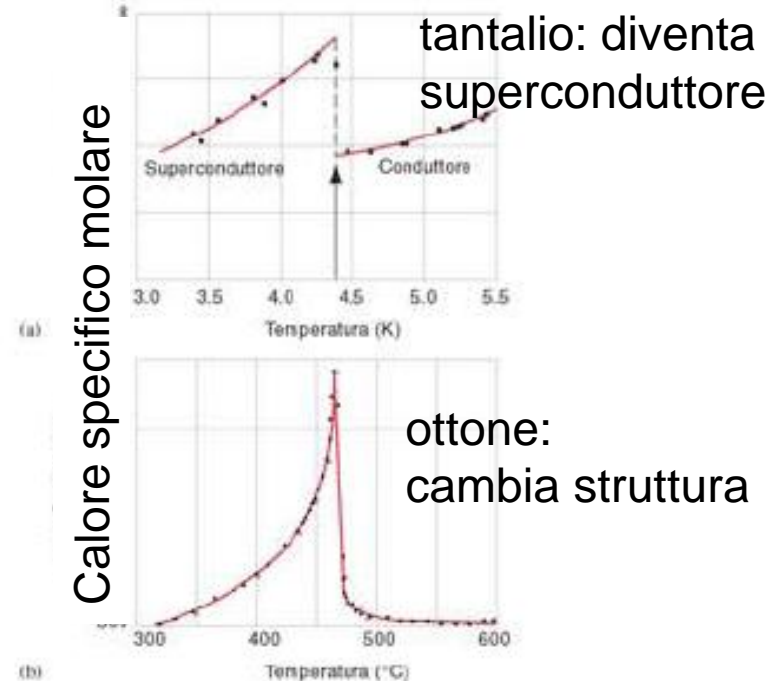 tantalio: diventa
superconduttore
Calore specifico molare
Superconduttore
Conduttore
3.0 3.5 4.0 4.5 5.0 5.5
(a)
Temperatura (K)
ottone:
cambia struttura
300 400 500 600
(b)
Temperatura (°C)